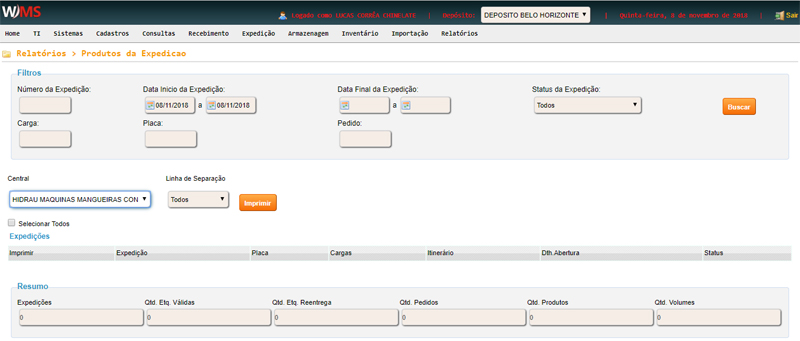 WMS
Logado como LUCAS CORRÊA | Depósito: DEPOSITO BELO HORIZONTE | quinta-feira, 8 de novembro de 2018 | Sair
Home TI Sistemas Cadastros Consultas Recebimento Expedição Armazenagem Inventário Importação Relatórios
Relatórios > Produtos da Expedicao
Filtros
Número da Expedição: Data Inicio da Expedição: Data Final da Expedição: Status da Expedição:
08/11/2018 a 08/11/2018 a Todos Buscar
Carga: Placa: Pedido:
Central Linha de Separação
HIDRAU MAQUINAS MANGUEIRAS CON Todos Imprimir
Selecionar Todos
Expedições
Imprimir Expedição Placa Cargas Itinerário Dth.Abertura Status
Resumo
Expedições Qtd. Etq. Válidas Qtd. Etq. Reentrega Qtd. Pedidos Qtd. Produtos Qtd. Volumes
0 0 0 0 0 0